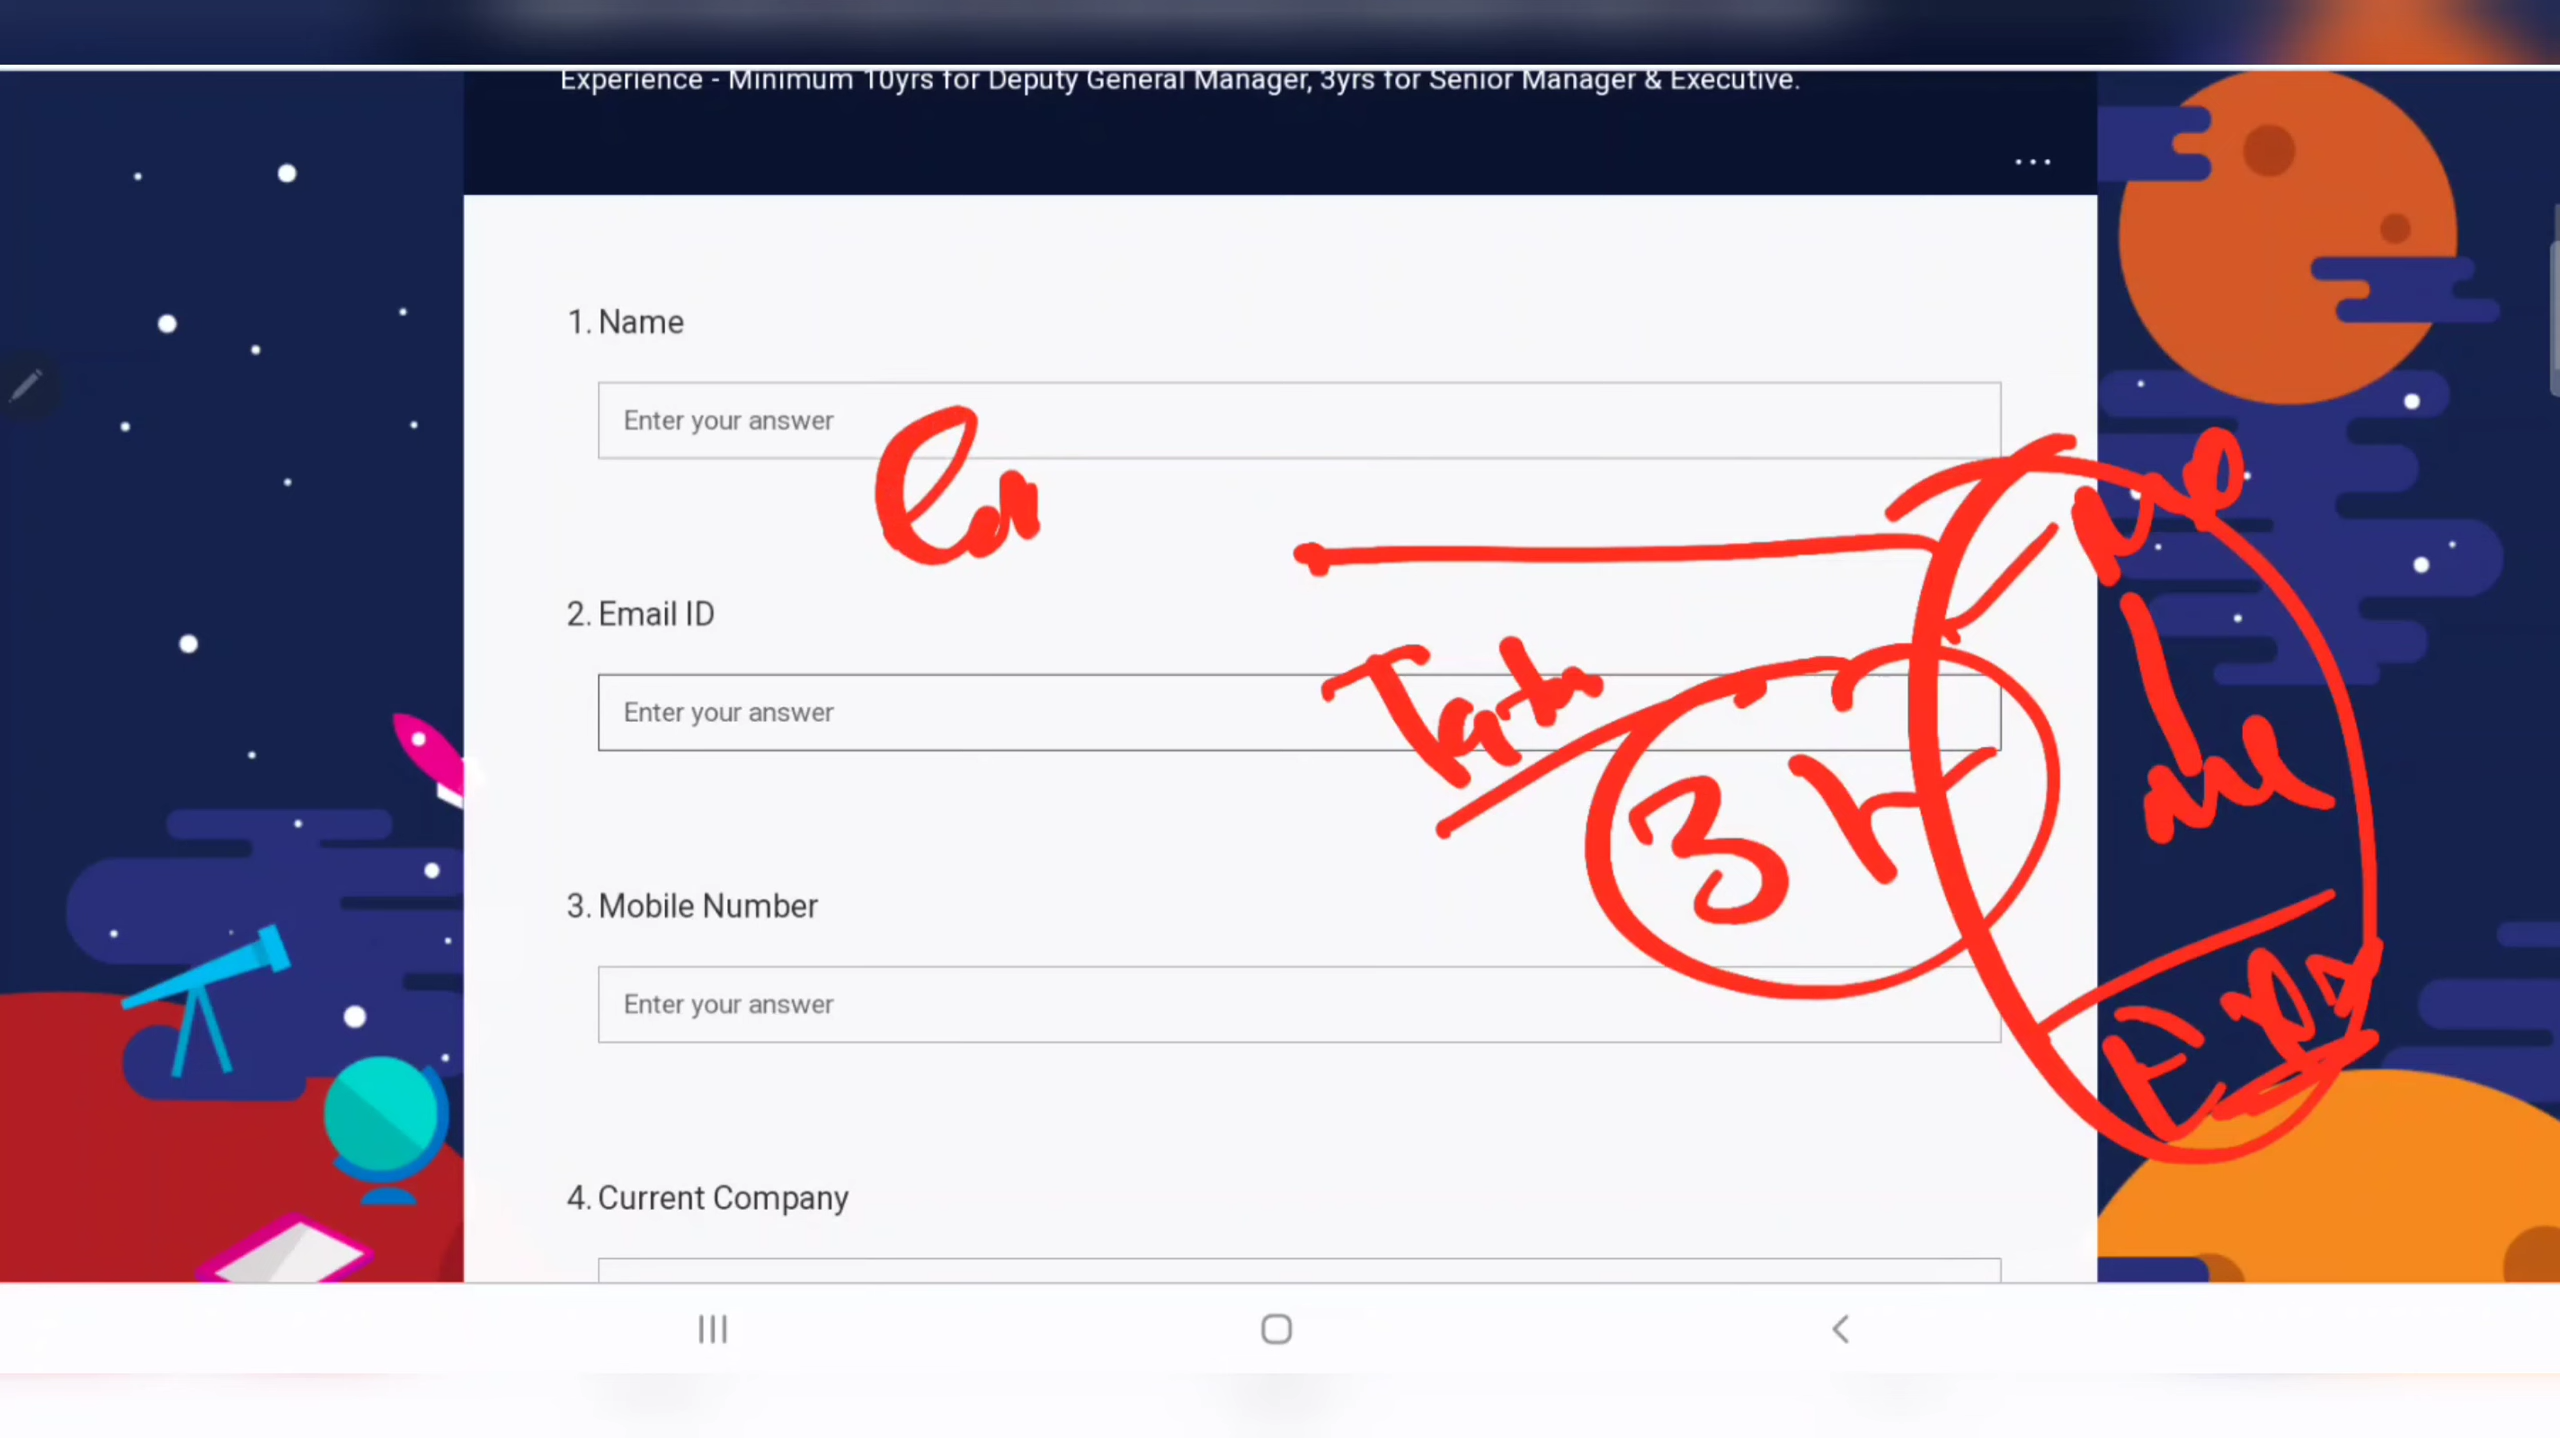 Experience - Minimum 10yrs for Deputy General Manager, 3yrs for Senior Manager & Executive.
1. Name
Enter your answer
2. Email ID
Enter your answer
3. Mobile Number
Enter your answer
4. Current Company